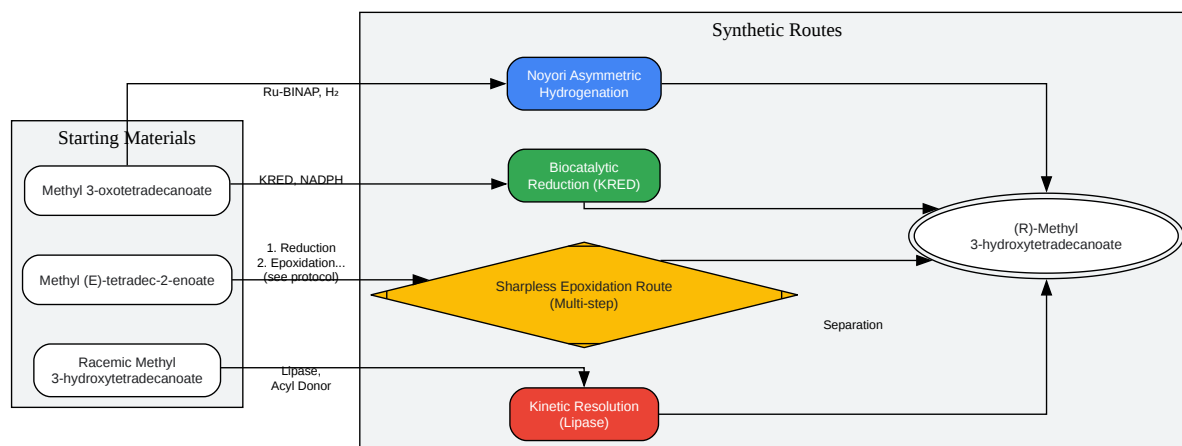 Synthetic Routes
Noyori Asymmetric
Hydrogenation
Ru-BINAP, H₂
Starting Materials
Methyl 3-oxotetradecanoate
KRED, NADPH
Biocatalytic
Reduction (KRED)
(R)-Methyl
3-hydroxytetradecanoate
Methyl (E)-tetradec-2-enoate
1. Reduction
2. Epoxidation...
(see protocol)
Sharpless Epoxidation Route
(Multi-step)
Separation
Racemic Methyl
3-hydroxytetradecanoate
Lipase,
Acyl Donor
Kinetic Resolution
(Lipase)